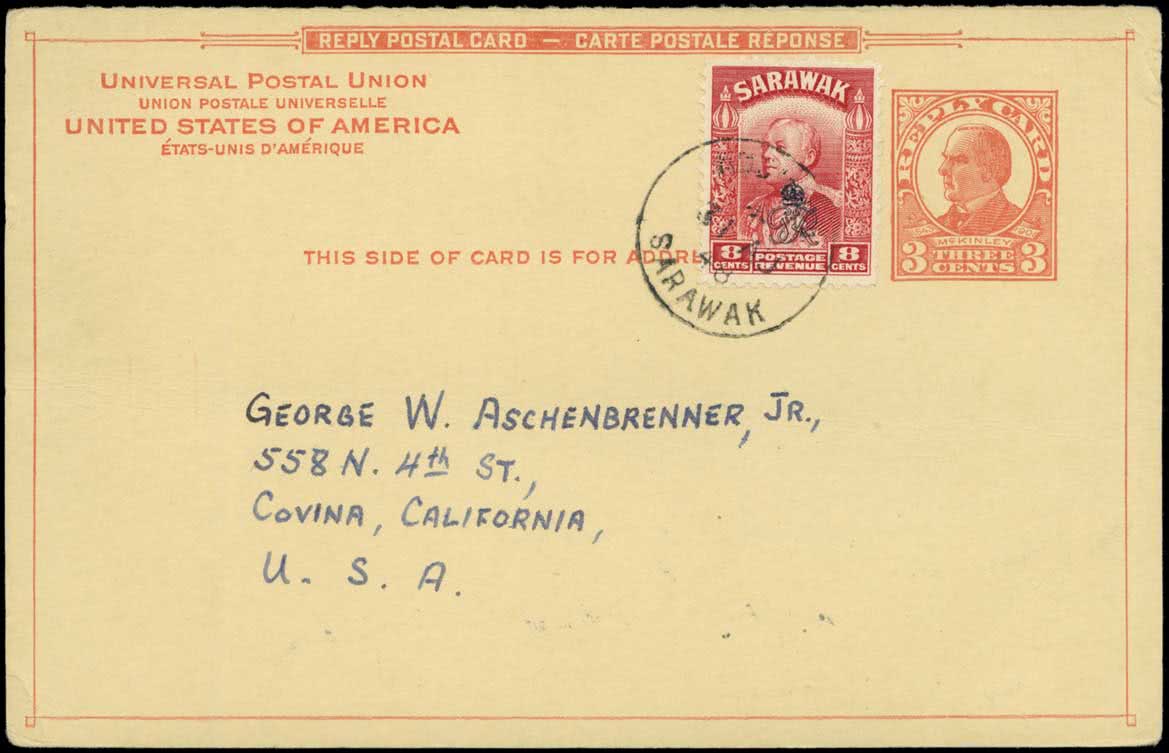 REPLY POSTAL CARD — CARTE POSTALE RÉPONSE
UNIVERSAL POSTAL UNION
UNION POSTALE UNIVERSELLE
UNITED STATES OF AMERICA
ÉTATS-UNIS D'AMÉRIQUE
THIS SIDE OF CARD IS FOR ADDRE
SARAWAK
8 CENTS
POSTAGE REVENUE
8 CENTS
SARAWAK
REPLY CARD
McKINLEY
3 THREE CENTS 3
GEORGE W. ASCHENBRENNER, JR.,
558 N. 4th ST.,
COVINA, CALIFORNIA,
U. S. A.